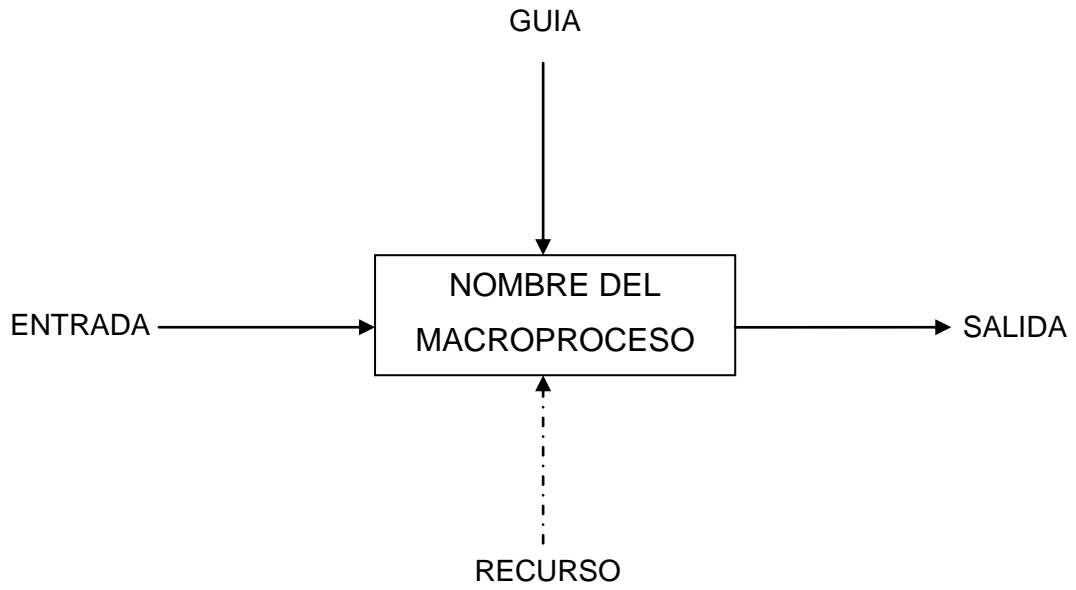 GUIA
NOMBRE DEL
MACROPROCESO
ENTRADA
SALIDA
RECURSO